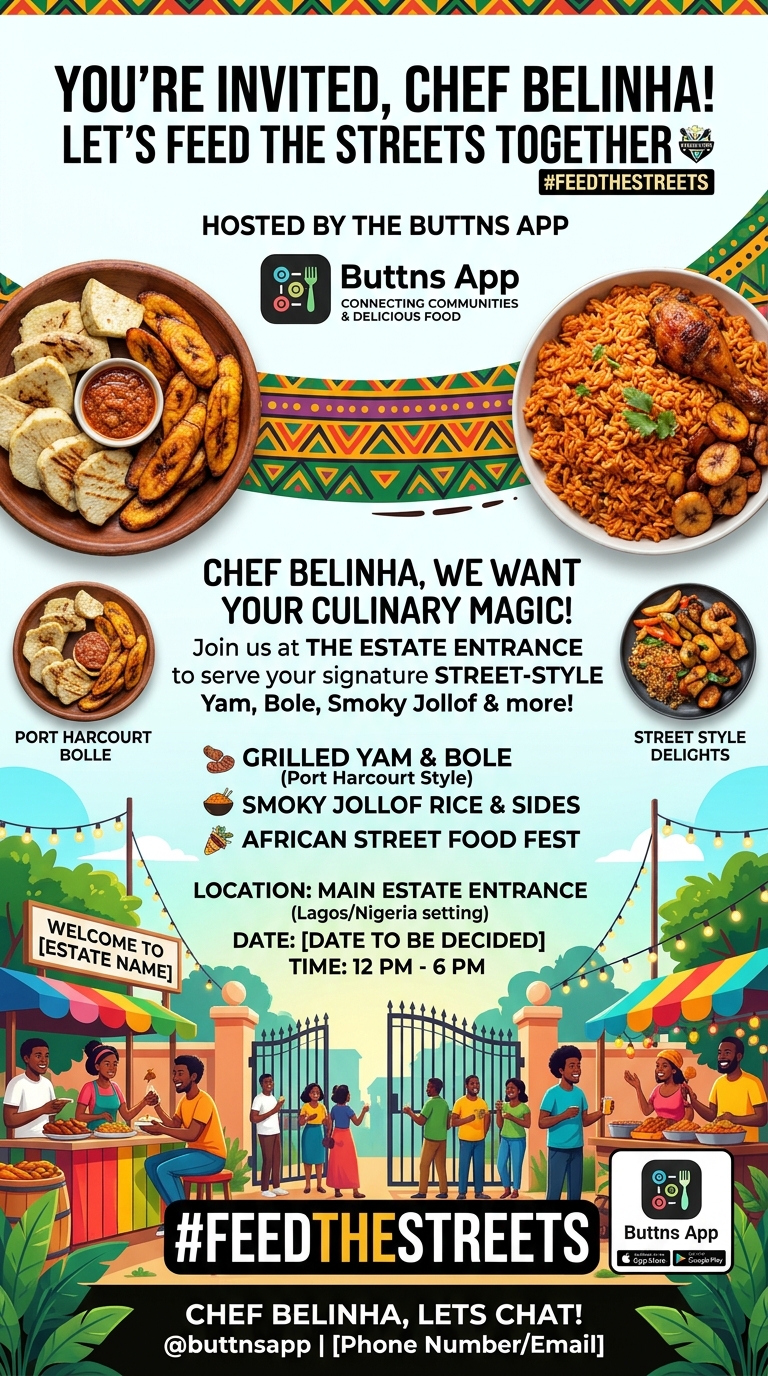 YOU'RE INVITED, CHEF BELINHA!
LET'S FEED THE STREETS TOGETHER
#FEEDTHESTREETS
HOSTED BY THE BUTTNS APP
Buttns App
CONNECTING COMMUNITIES
& DELICIOUS FOOD
CHEF BELINHA, WE WANT
YOUR CULINARY MAGIC!
Join us at THE ESTATE ENTRANCE
to serve your signature STREET-STYLE
Yam, Bole, Smoky Jollof & more!
PORT HARCOURT
BOLLE
STREET STYLE
DELIGHTS
GRILLED YAM & BOLE
(Port Harcourt Style)
SMOKY JOLLOF RICE & SIDES
AFRICAN STREET FOOD FEST
LOCATION: MAIN ESTATE ENTRANCE
(Lagos/Nigeria setting)
DATE: [DATE TO BE DECIDED]
TIME: 12 PM - 6 PM
WELCOME TO
[ESTATE NAME]
#FEEDTHESTREETS
Buttns App
Google Play
CHEF BELINHA, LETS CHAT!
@buttnsapp | [Phone Number/Email]